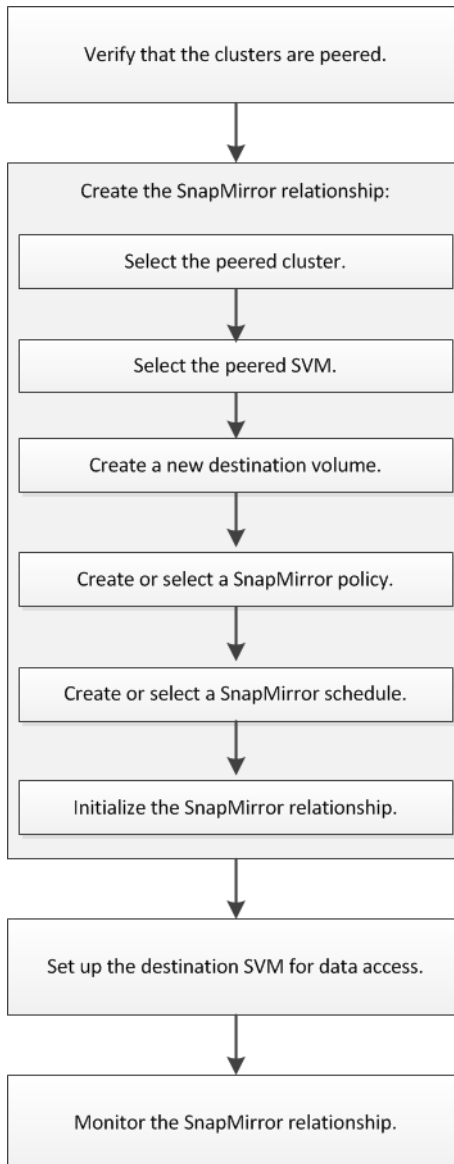 Verify that the clusters are peered.
Create the SnapMirror relationship:
Select the peered cluster.
Select the peered SVM.
Create a new destination volume.
Create or select a SnapMirror policy.
Create or select a SnapMirror schedule.
Initialize the SnapMirror relationship.
Set up the destination SVM for data access.
Monitor the SnapMirror relationship.